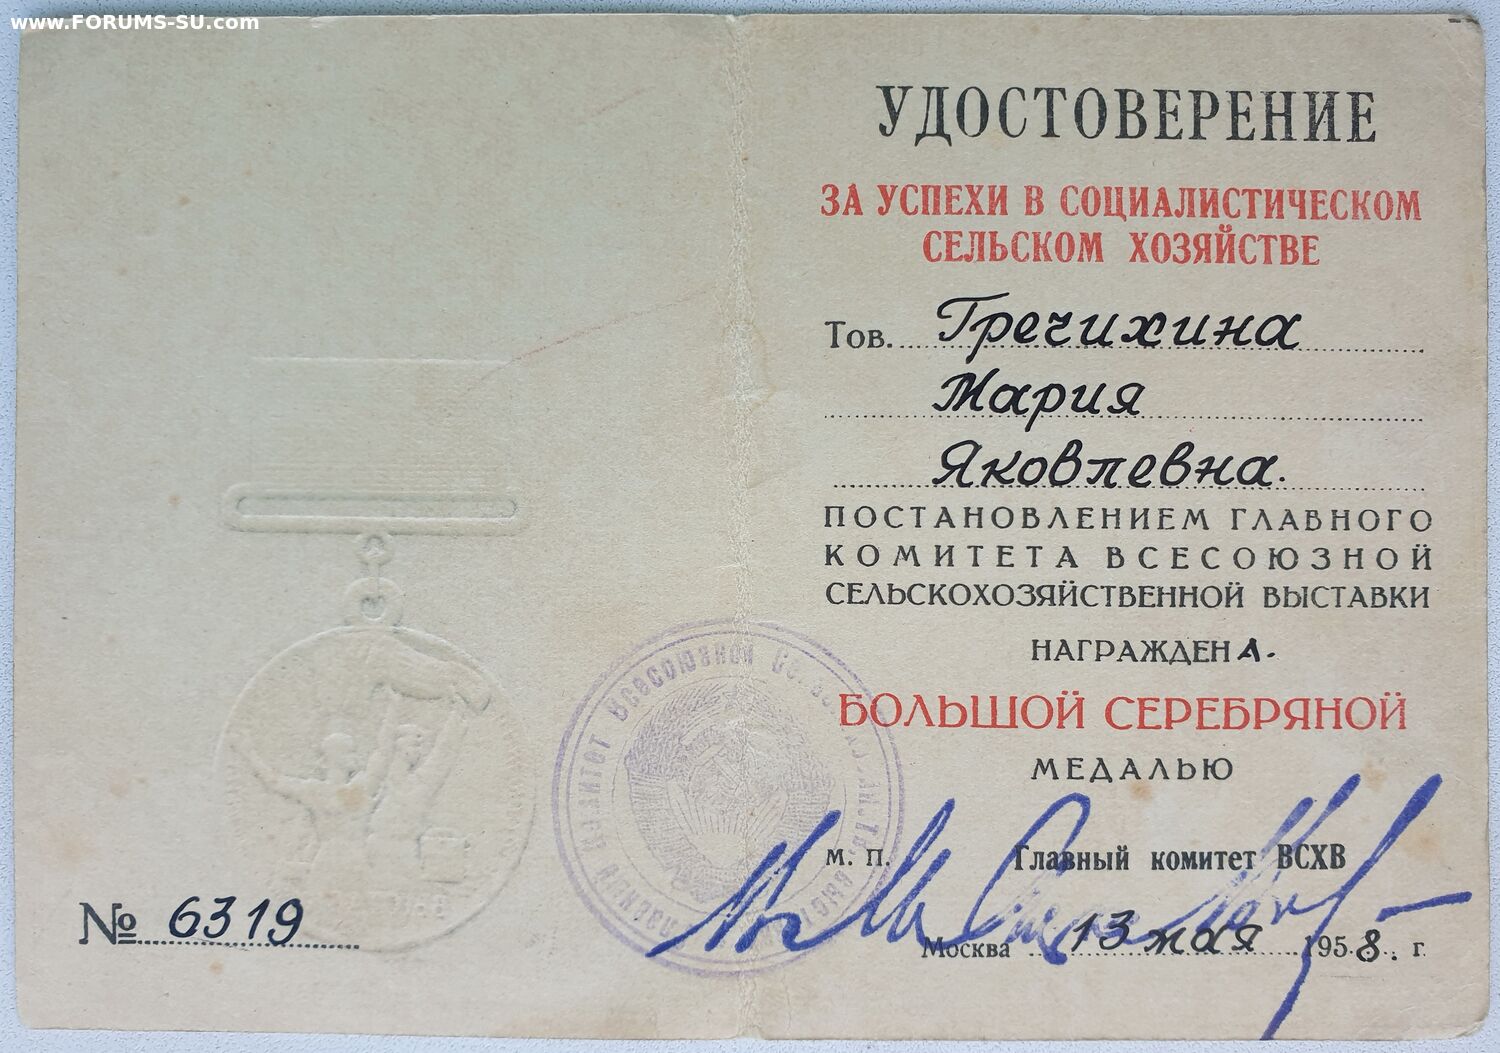 www.FORUMS-SU.com
УДОСТОВЕРЕНИЕ
ЗА УСПЕХИ В СОЦИАЛИСТИЧЕСКОМ
СЕЛЬСКОМ ХОЗЯЙСТВЕ
Тов. Гречихина
Мария
Яковлевна.
ПОСТАНОВЛЕНИЕМ ГЛАВНОГО
КОМИТЕТА ВСЕСОЮЗНОЙ
СЕЛЬСКОХОЗЯЙСТВЕННОЙ ВЫСТАВКИ
НАГРАЖДЕНА.
БОЛЬШОЙ СЕРЕБРЯНОЙ
МЕДАЛЬЮ
М. П. Главный комитет ВСХВ
Москва 13 мая 1958. г.
№ 6319
Всесоюзной